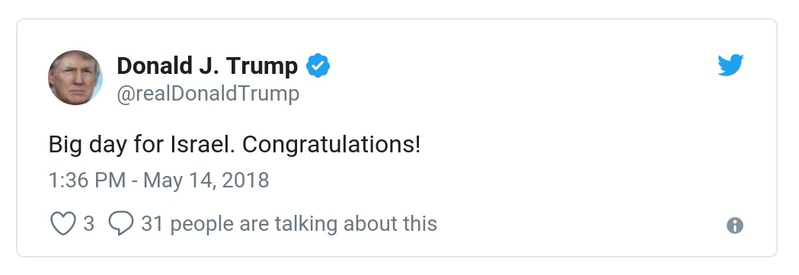 Donald J. Trump
@realDonaldTrump
Big day for Israel. Congratulations!
1:36 PM - May 14, 2018
3 31 people are talking about this